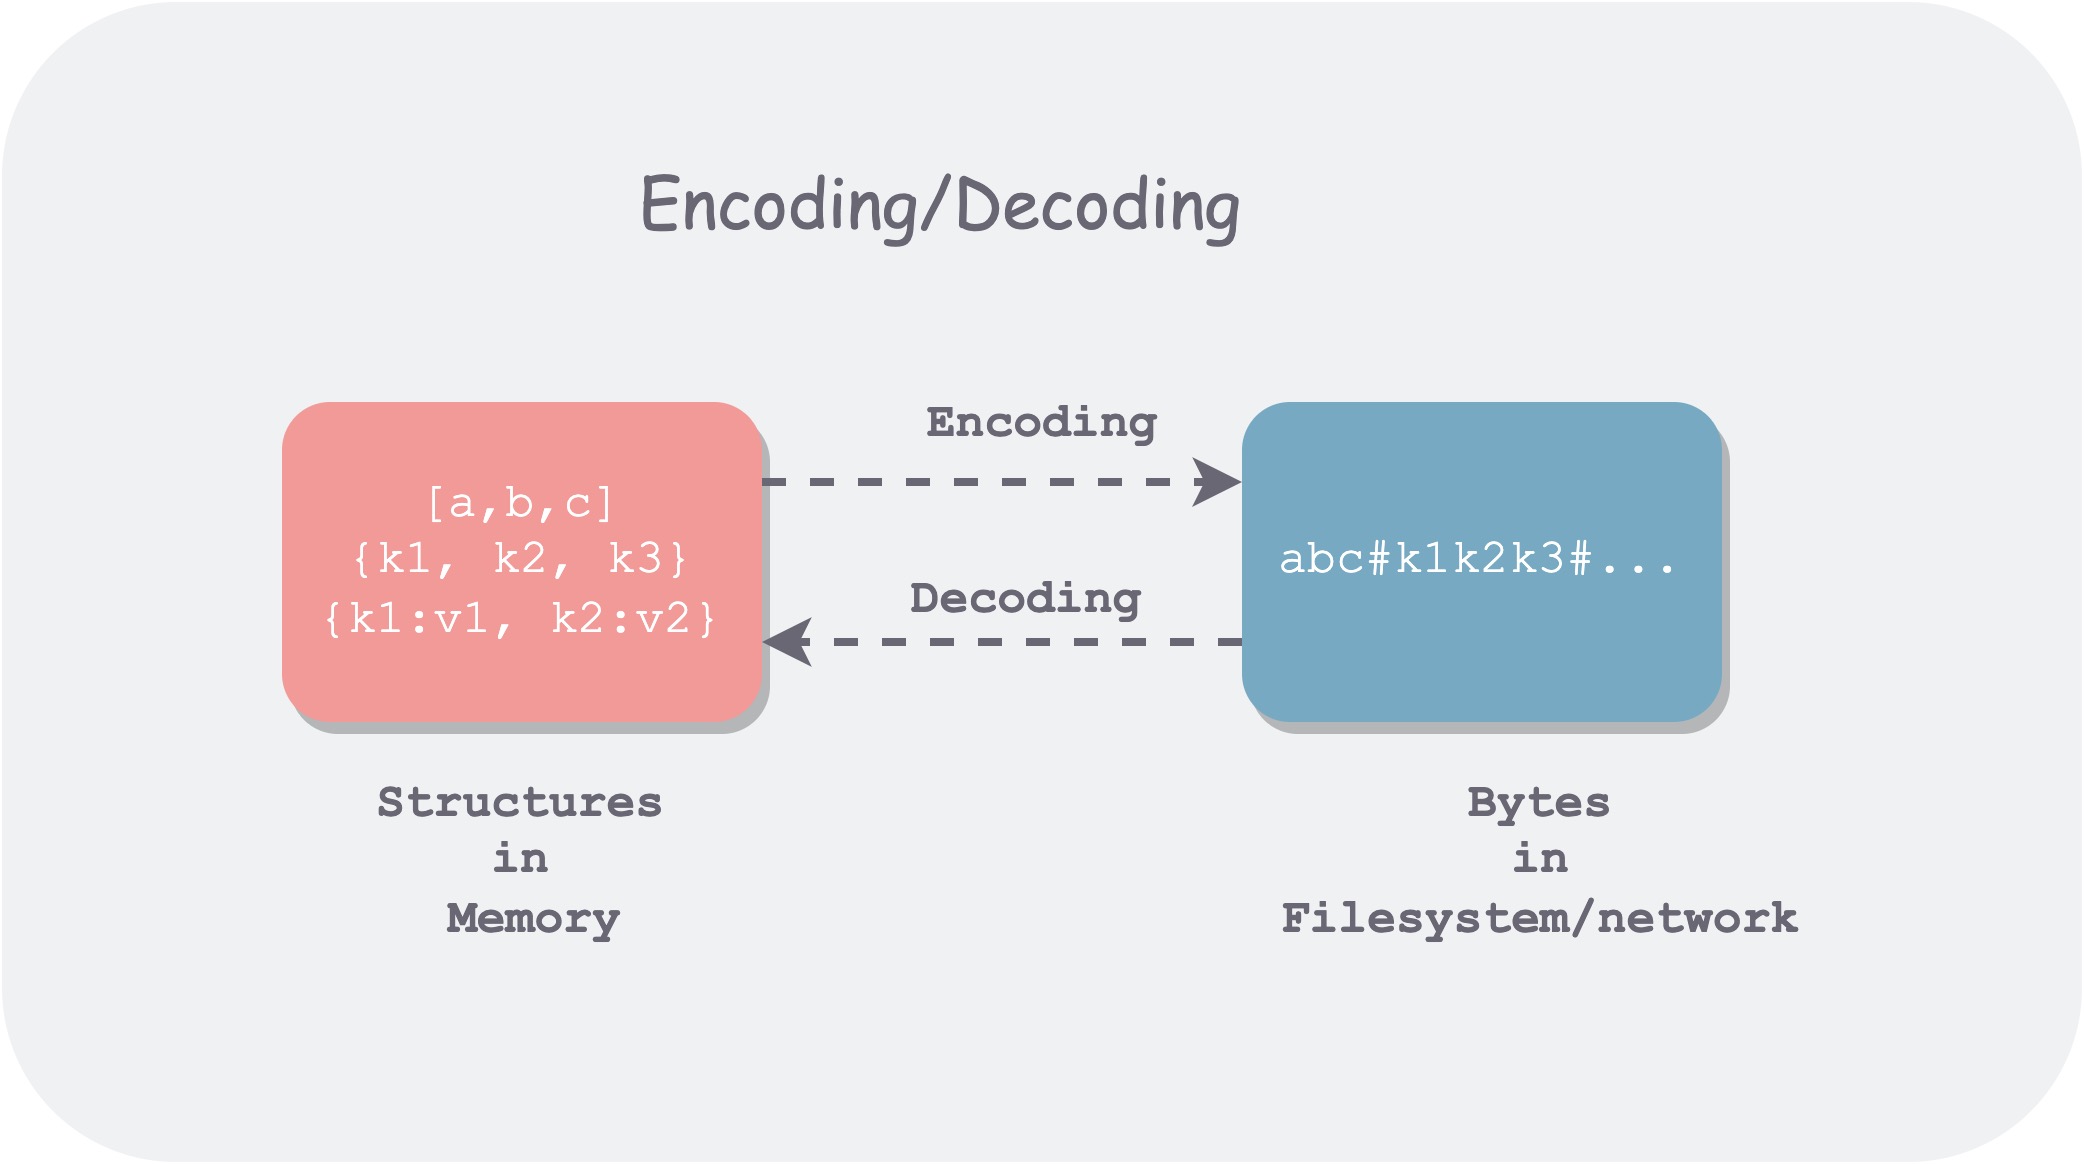 Encoding/Decoding
Encoding
[a,b,c]
{k1, k2, k3}
{k1:v1, k2:v2}
abc#k1k2k3#...
Decoding
Structures
in
Memory
Bytes
in
Filesystem/network